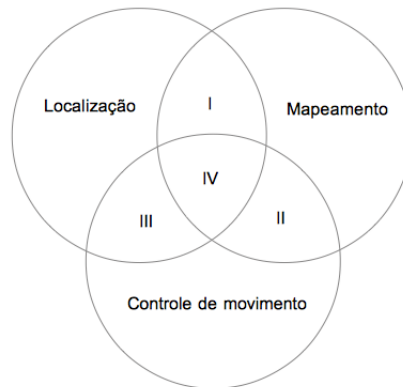 Localização
I
Mapeamento
IV
III
II
Controle de movimento